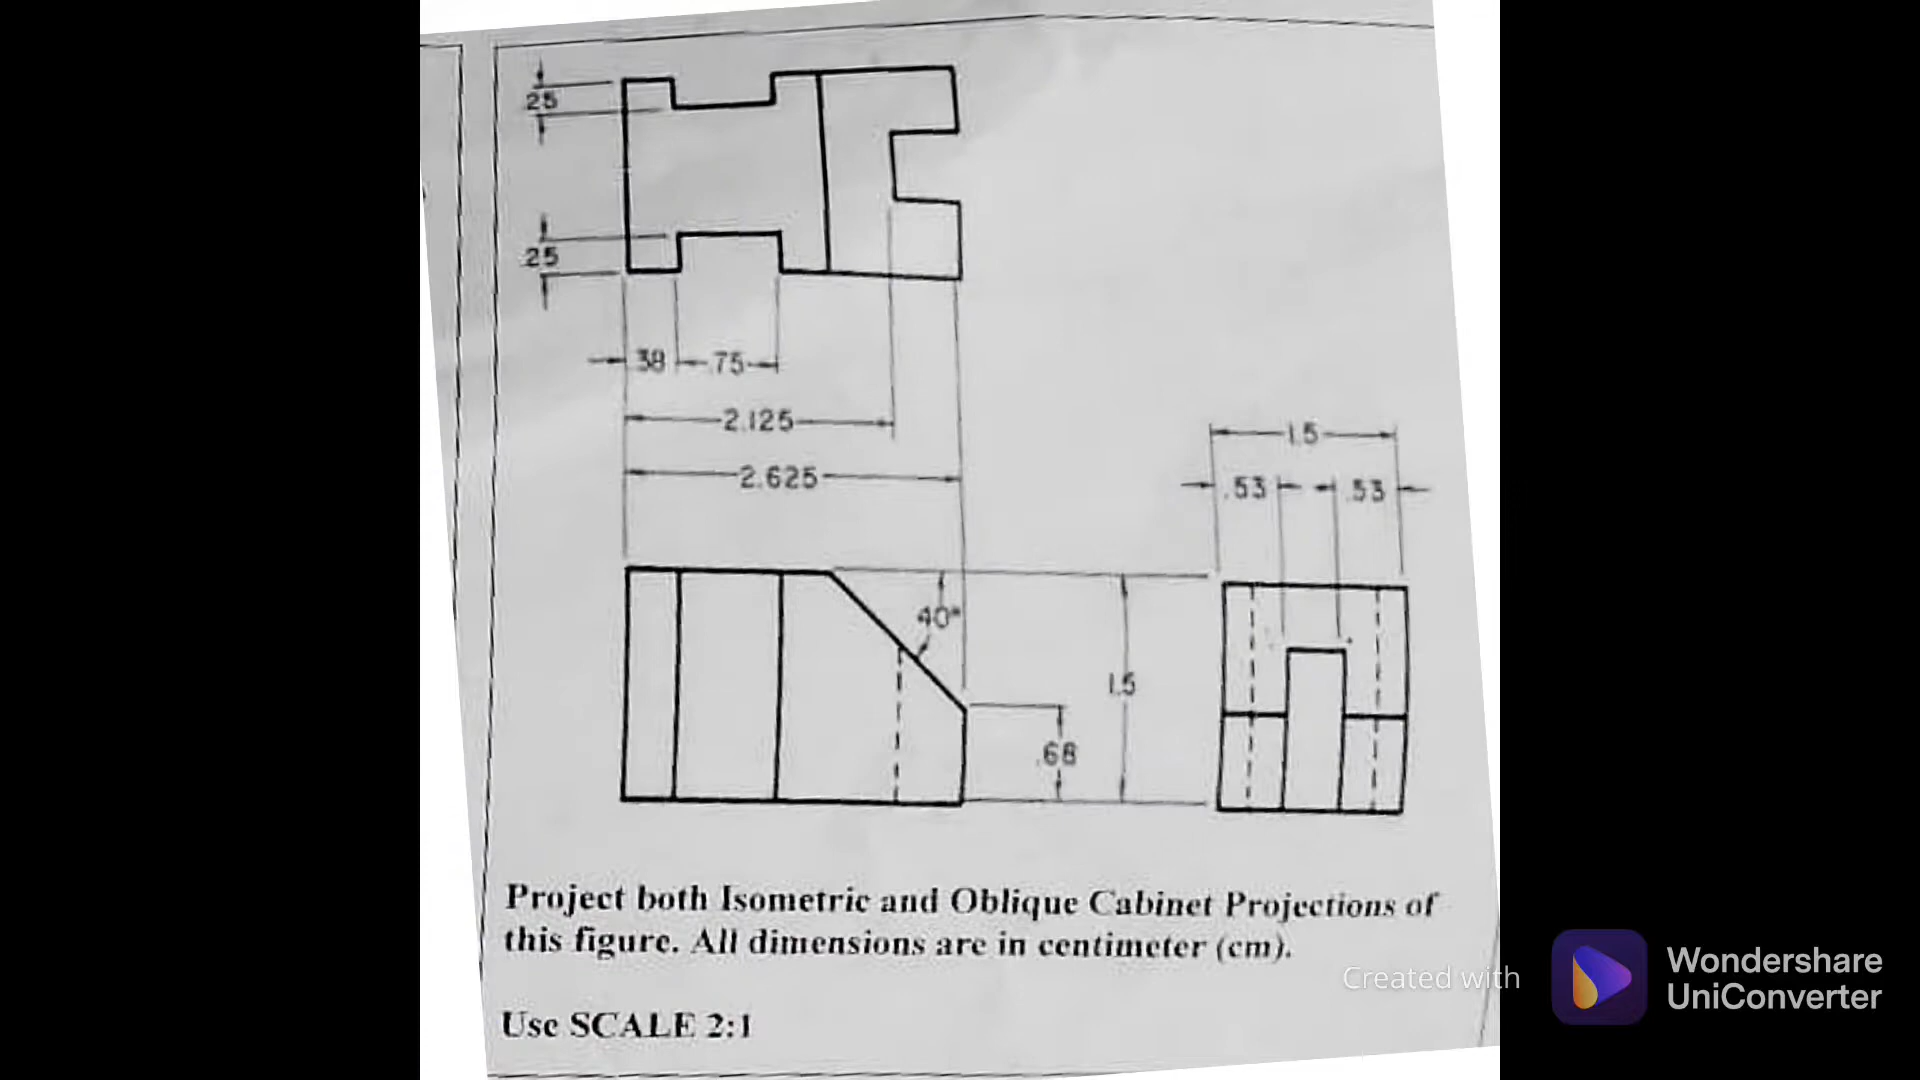 .25
.25
.38 .75
2.125
2.625
1.5
.53 .53
40°
1.5
.68
Project both Isometric and Oblique Cabinet Projections of
this figure. All dimensions are in centimeter (cm).
Use SCALE 2:1
Created with
Wondershare
UniConverter